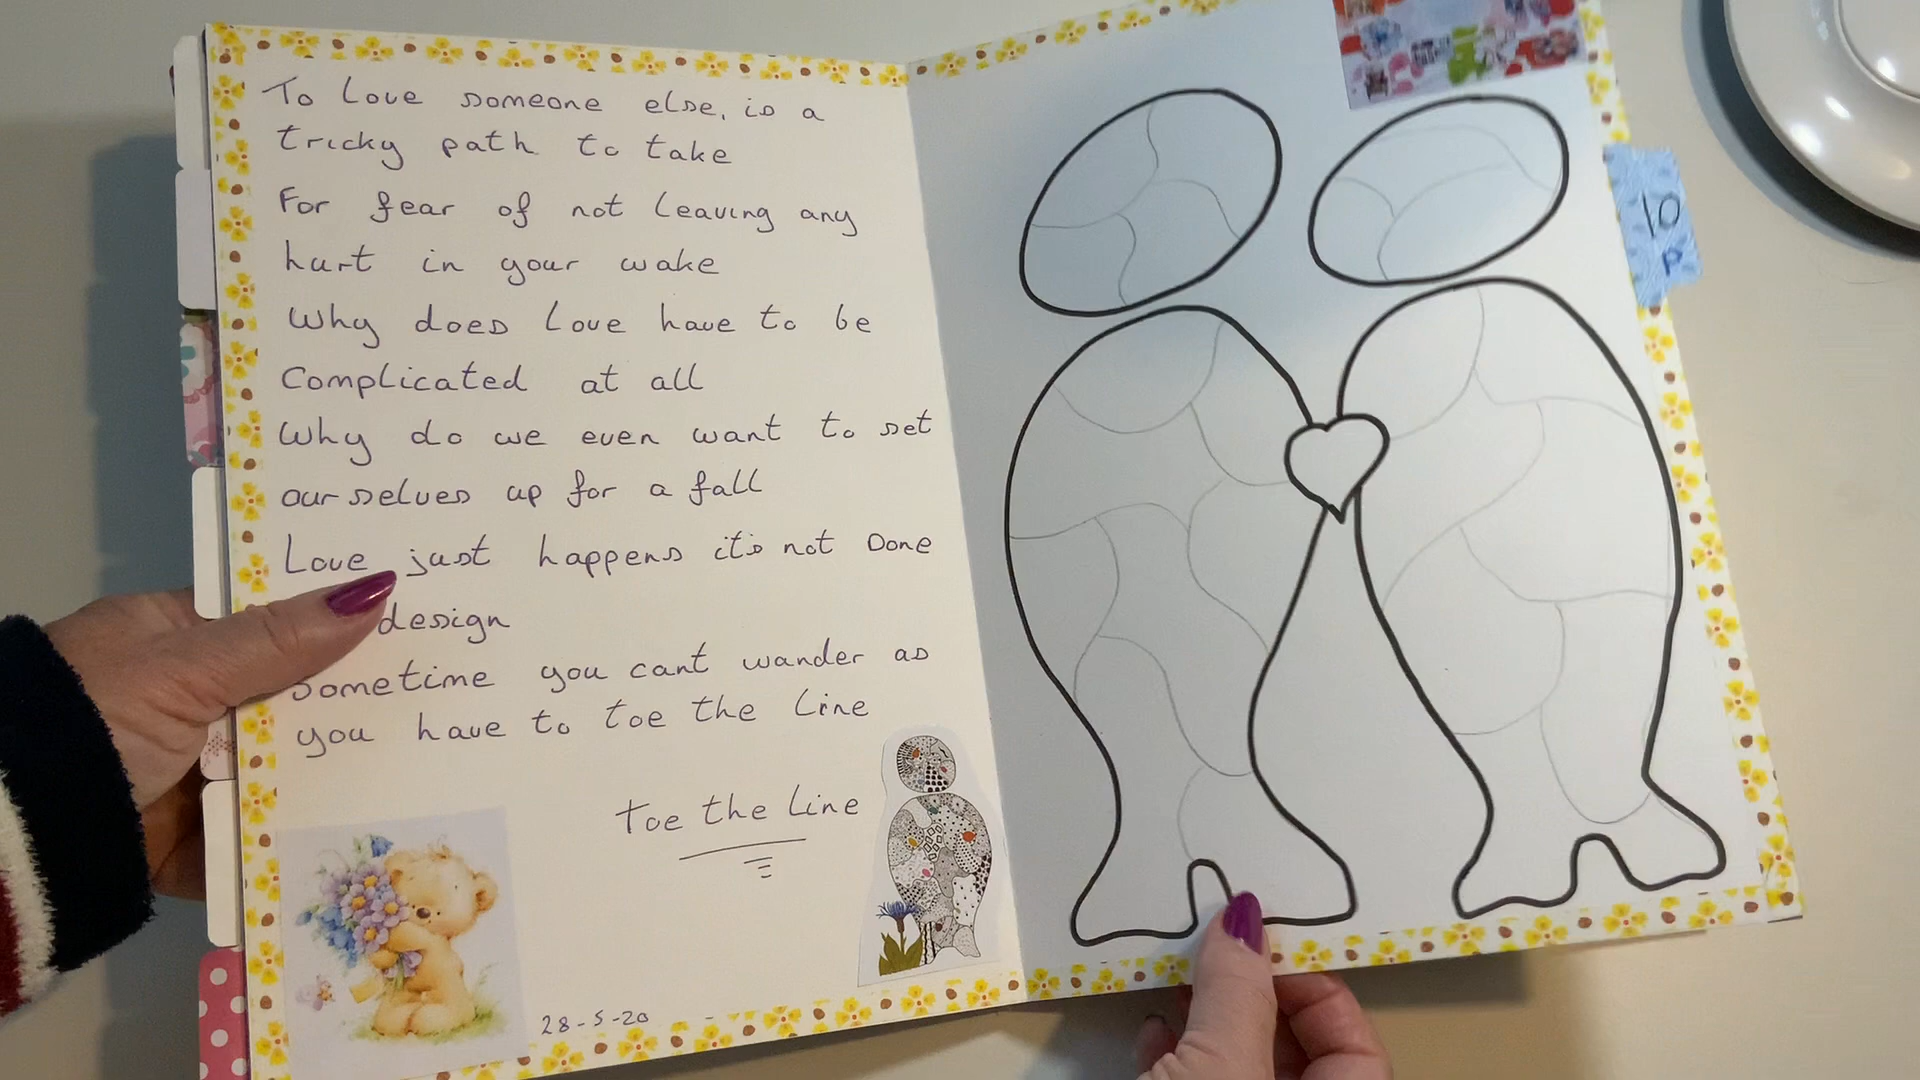 To Love someone else, is a
tricky path to take
For fear of not leaving any
hurt in your wake
Why does Love have to be
Complicated at all
Why do we even want to set
ourselves up for a fall
Love just happens it's not Done
design
Sometime you cant wander as
you have to toe the line
Toe the Line
28-5-20
10
P